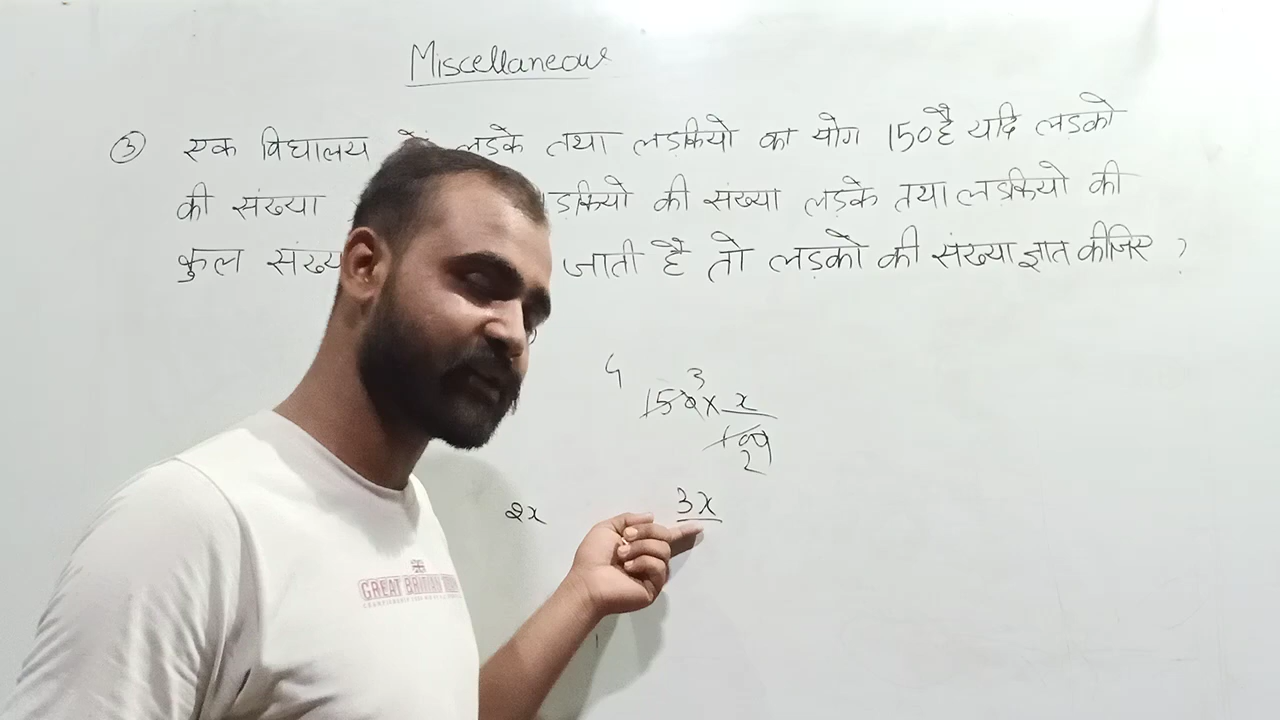 Miscellaneous
③ एक विघालय में लड़के तथा लड़कियो का योग 150 है यदि लड़को
की संख्या लड़कियो की संख्या लड़के तथा लड़कियो की
कुल संख्य जाती है तो लड़को की संख्या ज्ञात कीजिए ?
3
150 × x
100
2
2x 3x
GREAT BRITAIN